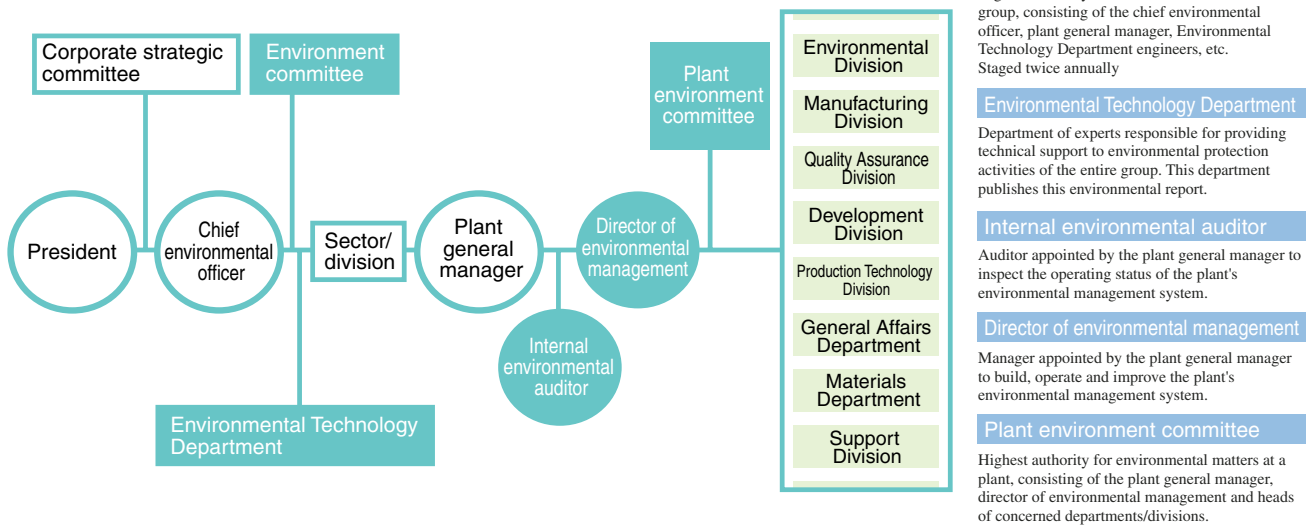 Corporate strategic
committee
Environment
committee
Plant
environment
committee
President
Chief
environmental
officer
Sector/
division
Plant
general
manager
Director of
environmental
management
Internal
environmental
auditor
Environmental Technology
Department
Environmental
Division
Manufacturing
Division
Quality Assurance
Division
Development
Division
Production Technology
Division
General Affairs
Department
Materials
Department
Support
Division
group, consisting of the chief environmental
officer, plant general manager, Environmental
Technology Department engineers, etc.
Staged twice annually
Environmental Technology Department
Department of experts responsible for providing
technical support to environmental protection
activities of the entire group. This department
publishes this environmental report.
Internal environmental auditor
Auditor appointed by the plant general manager to
inspect the operating status of the plant's
environmental management system.
Director of environmental management
Manager appointed by the plant general manager
to build, operate and improve the plant's
environmental management system.
Plant environment committee
Highest authority for environmental matters at a
plant, consisting of the plant general manager,
director of environmental management and heads
of concerned departments/divisions.